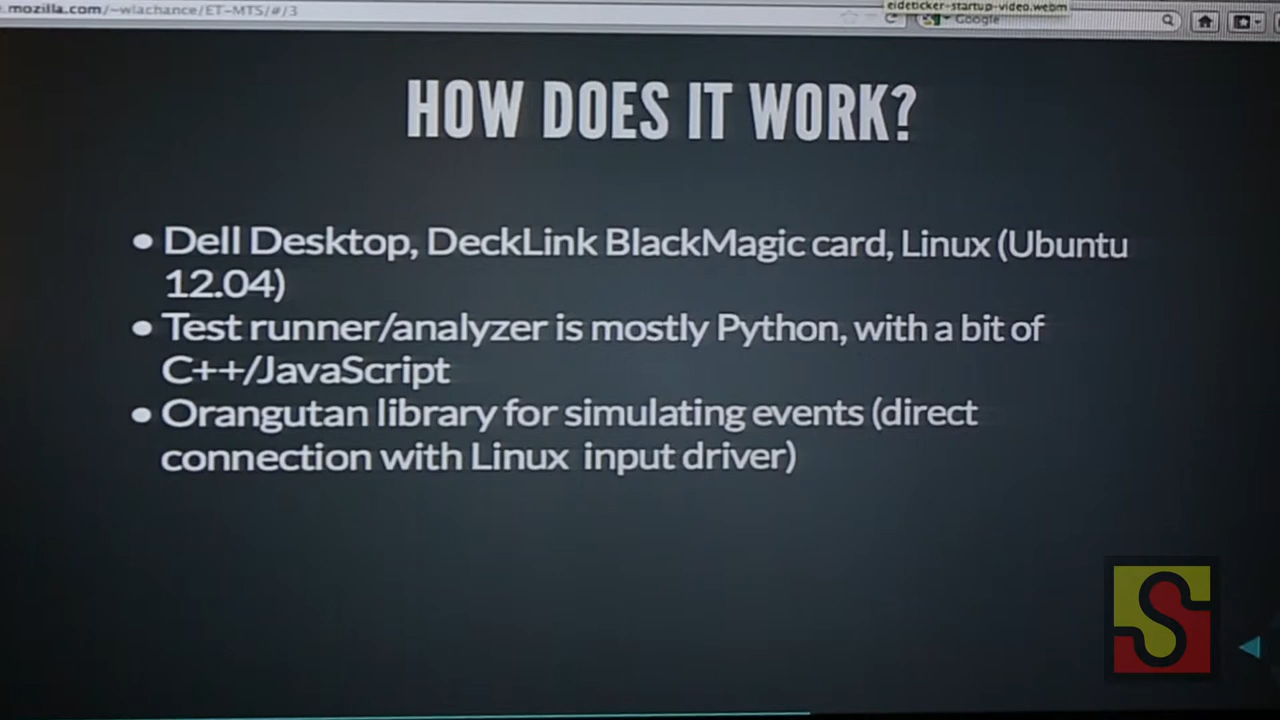 .mozilla.com/~wlachance/ET-MTS/#/3
eideticker-startup-video.webm
Google
HOW DOES IT WORK?
• Dell Desktop, DeckLink BlackMagic card, Linux (Ubuntu
12.04)
• Test runner/analyzer is mostly Python, with a bit of
C++/JavaScript
• Orangutan library for simulating events (direct
connection with Linux input driver)
S